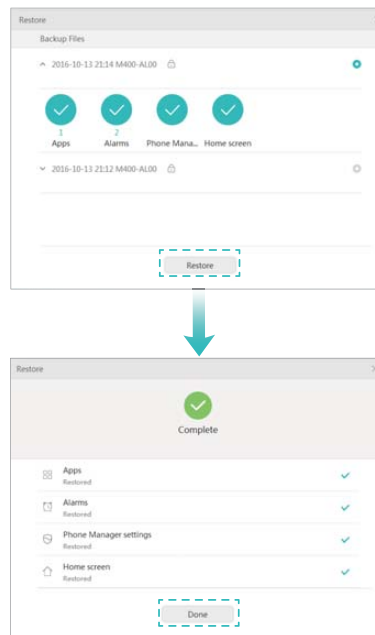 Restore
Backup Files
2016-10-13 21:14 M400-AL00
1 2
Apps Alarms Phone Mana... Home screen
2016-10-13 21:12 M400-AL00
Restore
Restore
Complete
Apps
Restored
Alarms
Restored
Phone Manager settings
Restored
Home screen
Restored
Done